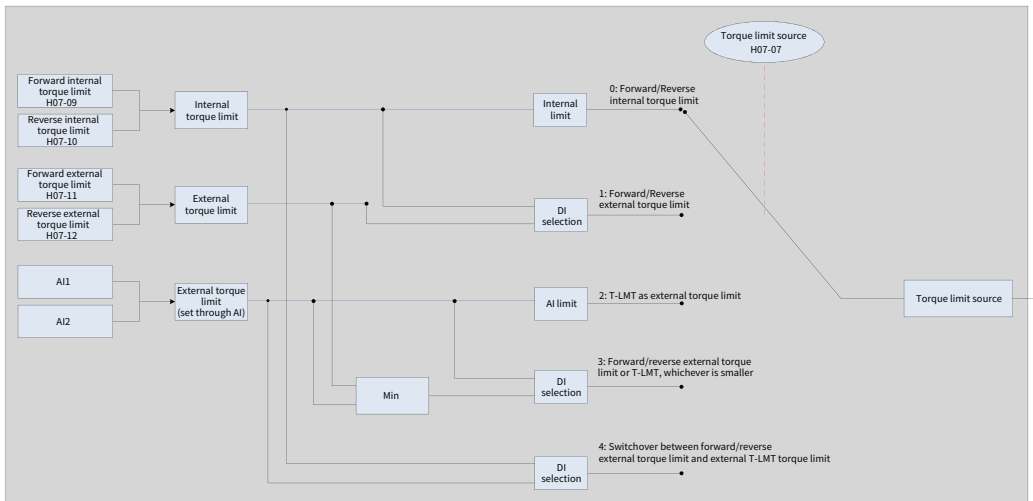 Torque limit source
H07-07
Forward internal
torque limit
H07-09
Reverse internal
torque limit
H07-10
Internal
torque limit
Internal
limit
0: Forward/Reverse
internal torque limit
Forward external
torque limit
H07-11
Reverse external
torque limit
H07-12
External
torque limit
DI
selection
1: Forward/Reverse
external torque limit
AI1
AI2
External torque
limit
(set through AI)
AI limit
2: T-LMT as external torque limit
Torque limit source
Min
DI
selection
3: Forward/reverse external torque
limit or T-LMT, whichever is smaller
DI
selection
4: Switchover between forward/reverse
external torque limit and external T-LMT torque limit